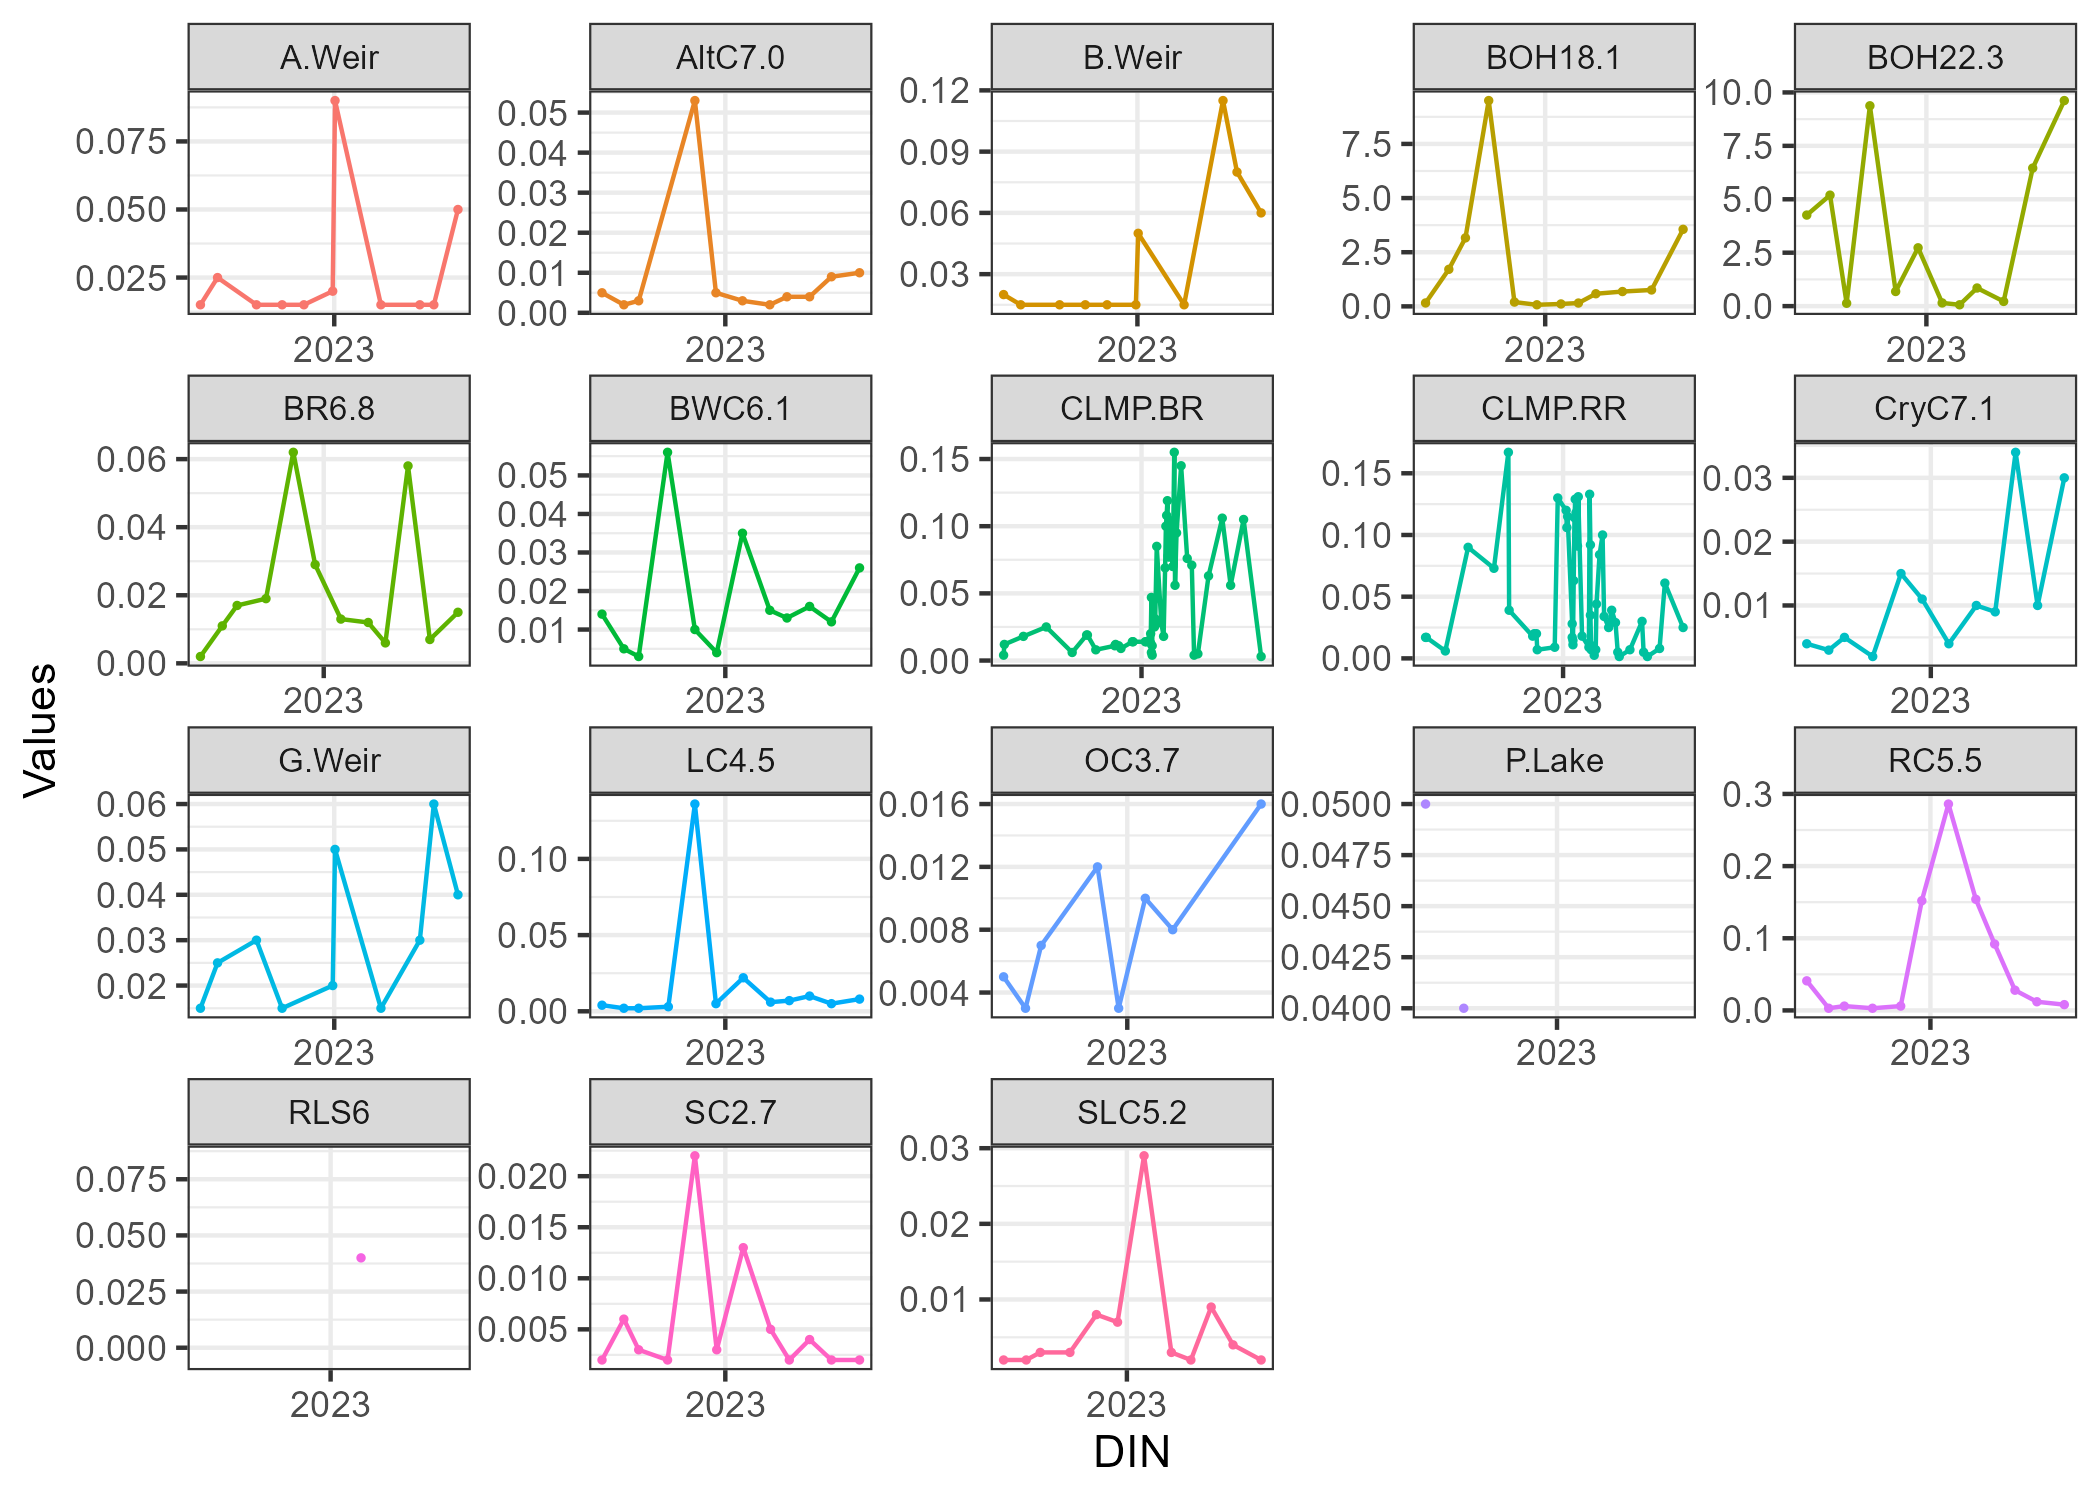 A.Weir AltC7.0 B.Weir BOH18.1 BOH22.3
0.075 0.050 0.025
0.05 0.04 0.03 0.02 0.01 0.00
0.12 0.09 0.06 0.03
7.5 5.0 2.5 0.0
10.0 7.5 5.0 2.5 0.0
2023 2023 2023 2023 2023
BR6.8 BWC6.1 CLMP.BR CLMP.RR CryC7.1
0.06 0.04 0.02 0.00
0.05 0.04 0.03 0.02 0.01
0.15 0.10 0.05 0.00
0.15 0.10 0.05 0.00
0.03 0.02 0.01
2023 2023 2023 2023 2023
Values
G.Weir LC4.5 OC3.7 P.Lake RC5.5
0.06 0.05 0.04 0.03 0.02
0.10 0.05 0.00
0.016 0.012 0.008 0.004
0.0500 0.0475 0.0450 0.0425 0.0400
0.3 0.2 0.1 0.0
2023 2023 2023 2023 2023
RLS6 SC2.7 SLC5.2
0.075 0.050 0.025 0.000
0.020 0.015 0.010 0.005
0.03 0.02 0.01
2023 2023 2023
DIN